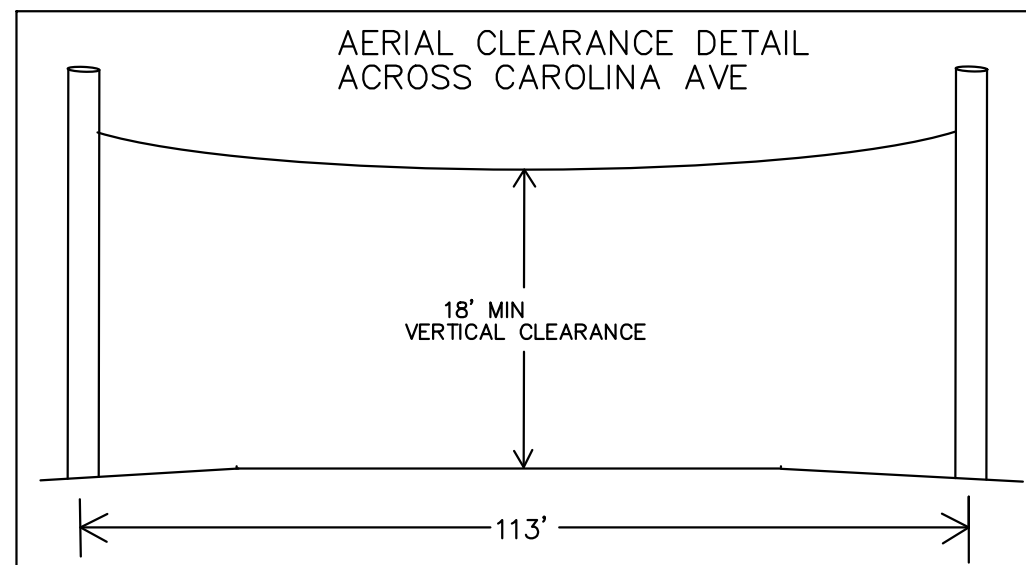 AERIAL CLEARANCE DETAIL
ACROSS CAROLINA AVE
18' MIN
VERTICAL CLEARANCE
113'